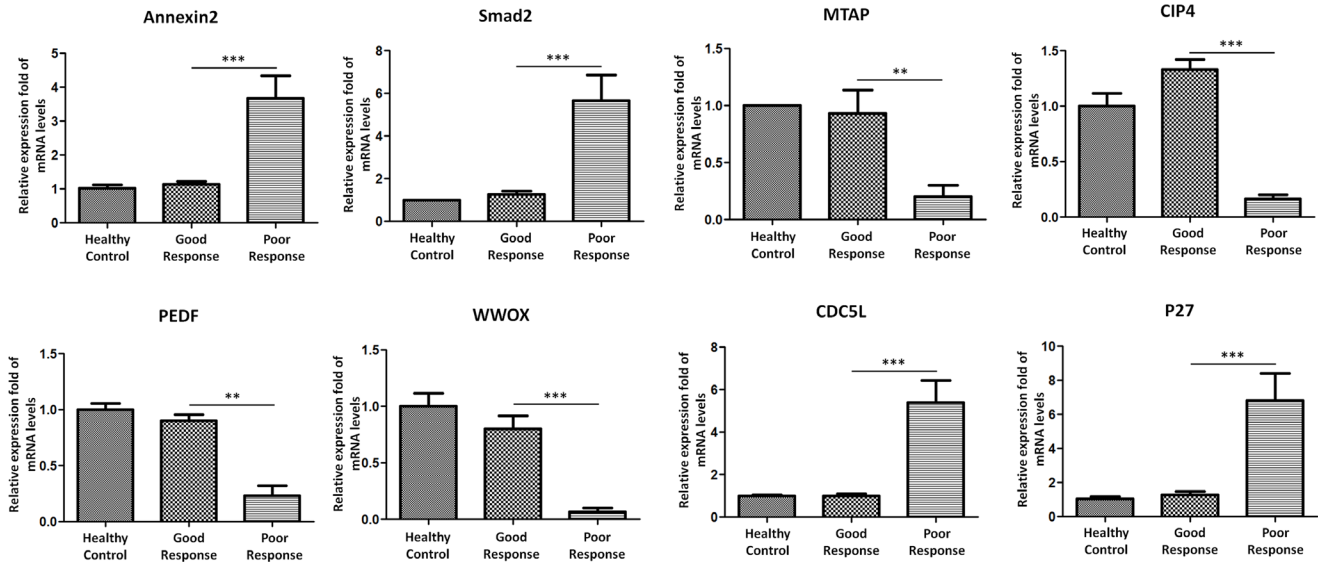 Annexin2
Relative expression fold of
mRNA levels
5
4
3
2
1
0
***
Healthy
Control
Good
Response
Poor
Response
Smad2
Relative expression fold of
mRNA levels
8
6
4
2
0
***
Healthy
Control
Good
Response
Poor
Response
MTAP
Relative expression fold of
mRNA levels
1.5
1.0
0.5
0.0
**
Healthy
Control
Good
Response
Poor
Response
CIP4
Relative expression fold of
mRNA levels
1.5
1.0
0.5
0.0
***
Healthy
Control
Good
Response
Poor
Response
PEDF
Relative expression fold of
mRNA levels
1.5
1.0
0.5
0.0
**
Healthy
Control
Good
Response
Poor
Response
WWOX
Relative expression fold of
mRNA levels
1.5
1.0
0.5
0.0
***
Healthy
Control
Good
Response
Poor
Response
CDC5L
Relative expression fold of
mRNA levels
8
6
4
2
0
***
Healthy
Control
Good
Response
Poor
Response
P27
Relative expression fold of
mRNA levels
10
8
6
4
2
0
***
Healthy
Control
Good
Response
Poor
Response